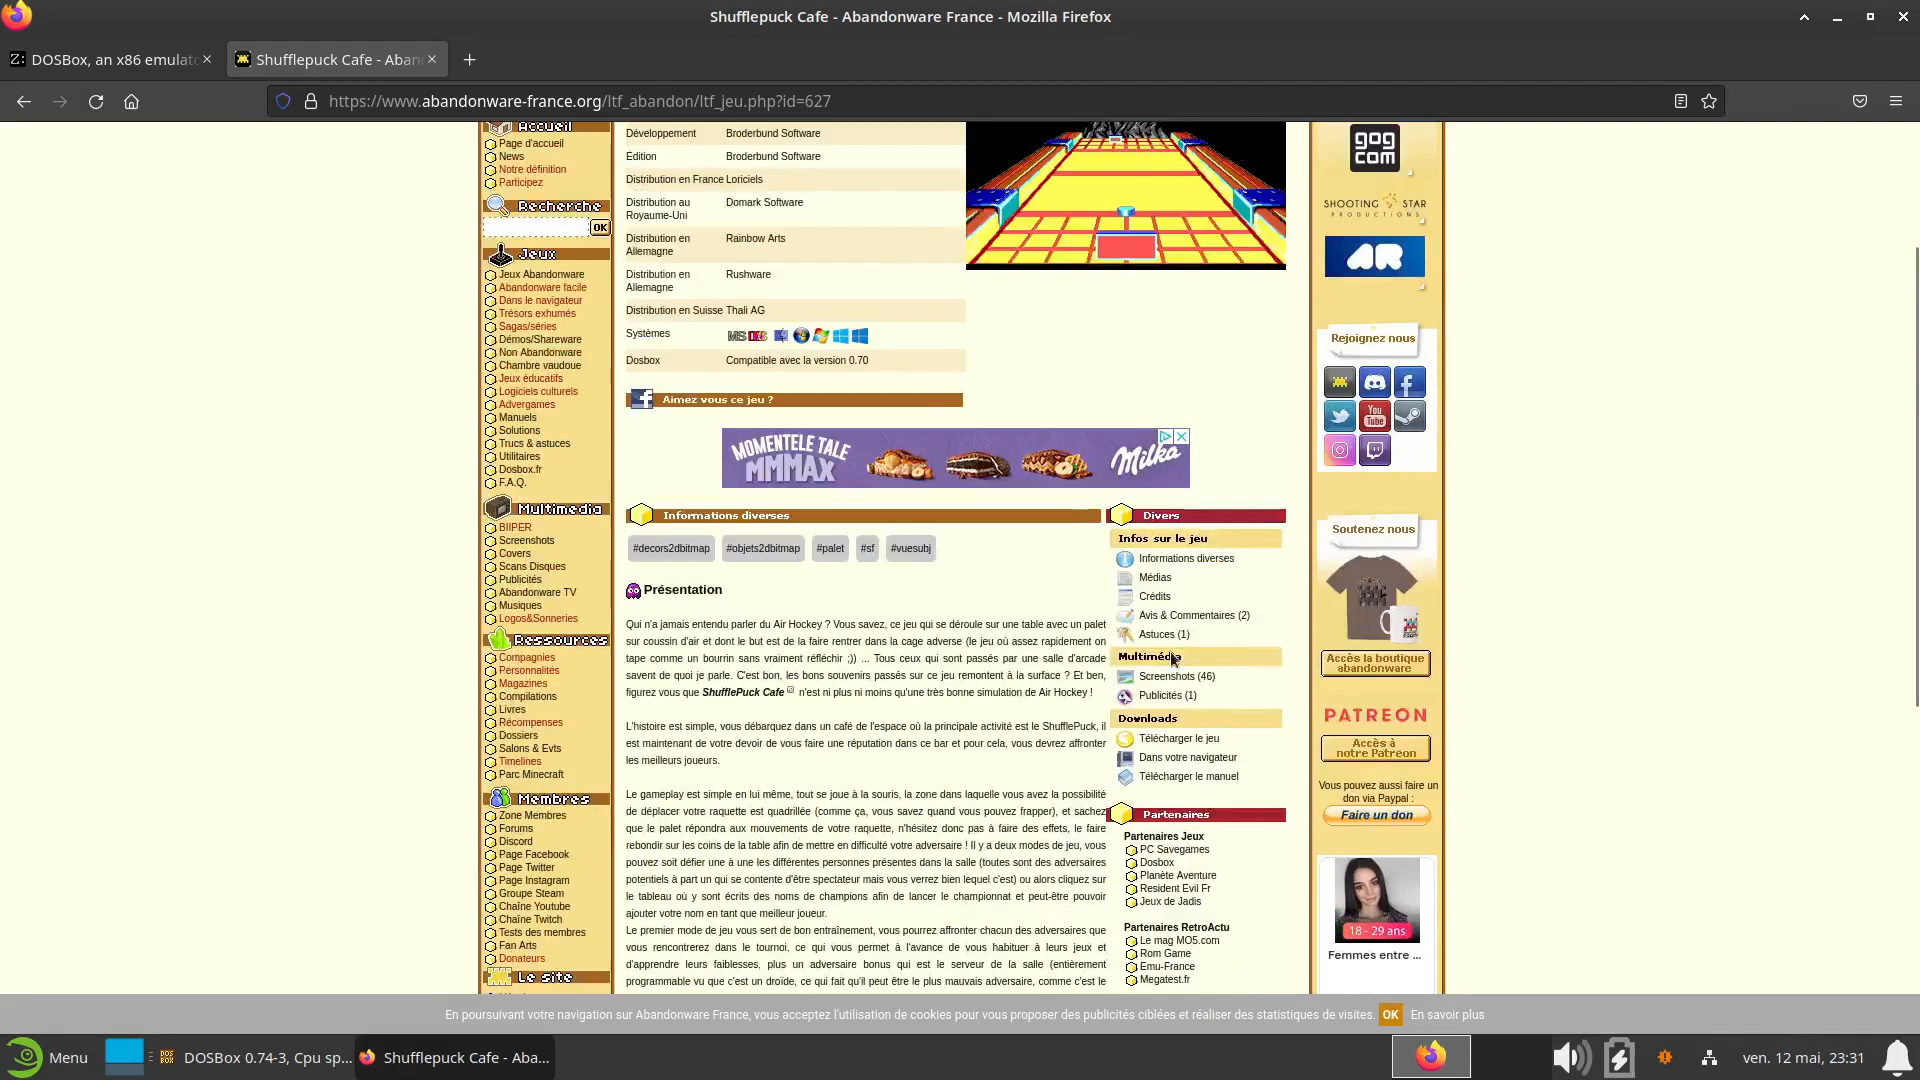 Shufflepuck Cafe - Abandonware France - Mozilla Firefox
DOSBox, an x86 emulato
Shufflepuck Cafe - Aban
https://www.abandonware-france.org/ltf_abandon/ltf_jeu.php?id=627
Accueil
Page d'accueil
News
Notre définition
Participez
Recherche
OK
Jeux
Jeux Abandonware
Abandonware facile
Dans le navigateur
Trésors exhumés
Sagas/séries
Démos/Shareware
Non Abandonware
Chambre vaudoue
Jeux éducatifs
Logiciels culturels
Advergames
Manuels
Solutions
Trucs & astuces
Utilitaires
Dosbox.fr
F.A.Q.
Multimedia
BIIPER
Screenshots
Covers
Scans Disques
Publicités
Abandonware TV
Musiques
Logos&Sonneries
Ressources
Compagnies
Personnalités
Magazines
Compilations
Livres
Récompenses
Dossiers
Salons & Evts
Timelines
Parc Minecraft
Membres
Zone Membres
Forums
Discord
Page Facebook
Page Twitter
Page Instagram
Groupe Steam
Chaîne Youtube
Chaîne Twitch
Tests des membres
Fan Arts
Donateurs
Le site
Développement Broderbund Software
Édition Broderbund Software
Distribution en France Loriciels
Distribution au Domark Software
Royaume-Uni
Distribution en Rainbow Arts
Allemagne
Distribution en Rushware
Allemagne
Distribution en Suisse Thali AG
Systèmes
Dosbox Compatible avec la version 0.70
Aimez vous ce jeu ?
MOMENTELE TALE
MMMAX
Milka
Informations diverses
#decors2dbitmap #objets2dbitmap #palet #sf #vuesubj
Présentation
Qui n'a jamais entendu parler du Air Hockey ? Vous savez, ce jeu qui se déroule sur une table avec un palet
sur coussin d'air et dont le but est de la faire rentrer dans la cage adverse (le jeu où assez rapidement on
tape comme un bourrin sans vraiment réfléchir ;)) ... Tous ceux qui sont passés par une salle d'arcade
savent de quoi je parle. C'est bon, les bons souvenirs passés sur ce jeu remontent à la surface ? Et ben,
figurez vous que ShufflePuck Cafe n'est ni plus ni moins qu'une très bonne simulation de Air Hockey !
L'histoire est simple, vous débarquez dans un café de l'espace où la principale activité est le ShufflePuck, il
est maintenant de votre devoir de vous faire une réputation dans ce bar et pour cela, vous devrez affronter
les meilleurs joueurs.
Le gameplay est simple en lui même, tout se joue à la souris, la zone dans laquelle vous avez la possibilité
de déplacer votre raquette est quadrillée (comme ça, vous savez quand vous pouvez frapper), et sachez
que le palet répondra aux mouvements de votre raquette, n'hésitez donc pas à faire des effets, le faire
rebondir sur les coins de la table afin de mettre en difficulté votre adversaire ! Il y a deux modes de jeu, vous
pouvez soit défier une à une les différentes personnes présentes dans la salle (toutes sont des adversaires
potentiels à part un qui se contente d'être spectateur mais vous verrez bien lequel c'est) ou alors cliquez sur
le tableau où y sont écrits des noms de champions afin de lancer le championnat et peut-être pouvoir
ajouter votre nom en tant que meilleur joueur.
Le premier mode de jeu vous sert de bon entraînement, vous pourrez affronter chacun des adversaires que
vous rencontrerez dans le tournoi, ce qui vous permet à l'avance de vous habituer à leurs jeux et
d'apprendre leurs faiblesses, plus un adversaire bonus qui est le serveur de la salle (entièrement
programmable vu que c'est un droïde, ce qui fait qu'il peut être le plus mauvais adversaire, comme c'est le
Divers
Infos sur le jeu
Informations diverses
Médias
Crédits
Avis & Commentaires (2)
Astuces (1)
Multimédia
Screenshots (46)
Publicités (1)
Downloads
Télécharger le jeu
Dans votre navigateur
Télécharger le manuel
Partenaires
Partenaires Jeux
PC Savegames
Dosbox
Planète Aventure
Resident Evil Fr
Jeux de Jadis
Partenaires RetroActu
Le mag MO5.com
Rom Game
Emu-France
Megatest.fr
gog
com
SHOOTING STAR
PRODUCTIONS
AR
Rejoignez nous
You
Tube
Soutenez nous
Accès la boutique
abandonware
PATREON
Accès à
notre Patreon
Vous pouvez aussi faire un
don via Paypal :
Faire un don
18 - 29 ans
Femmes entre ...
En poursuivant votre navigation sur Abandonware France, vous acceptez l'utilisation de cookies pour vous proposer des publicités ciblées et réaliser des statistiques de visites. OK En savoir plus
Menu
DOSBox 0.74-3, Cpu sp...
Shufflepuck Cafe - Aba...
ven. 12 mai, 23:31